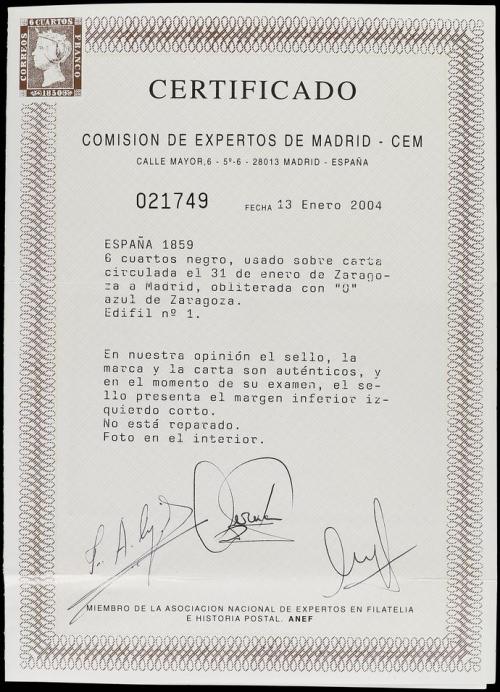 6 CUARTOS
CORREOS
FRANCO
1850
CERTIFICADO
COMISION DE EXPERTOS DE MADRID - CEM
CALLE MAYOR,6 - 5º-6 - 28013 MADRID - ESPAÑA
021749 FECHA 13 Enero 2004
ESPAÑA 1859
6 cuartos negro, usado sobre carta
circulada el 31 de enero de Zarago-
za a Madrid, obliterada con "0"
azul de Zaragoza.
Edifil nº 1.
En nuestra opinión el sello, la
marca y la carta son auténticos, y
en el momento de su examen, el se-
llo presenta el margen inferior iz-
quierdo corto.
No está reparado.
Foto en el interior.
MIEMBRO DE LA ASOCIACION NACIONAL DE EXPERTOS EN FILATELIA
E HISTORIA POSTAL. ANEF